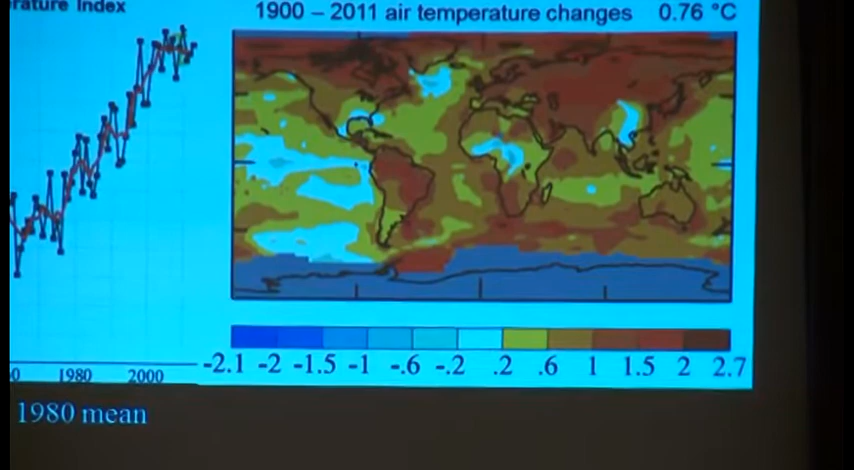 Index
1900 – 2011 air temperature changes 0.76 °C
-2.1 -2 -1.5 -1 -.6 -.2 .2 .6 1 1.5 2 2.7
1980 2000
1980 mean